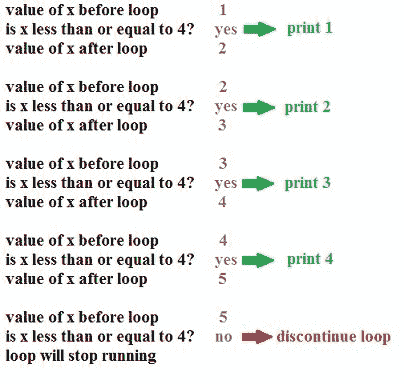 value of x before loop 1
is x less than or equal to 4? yes print 1
value of x after loop 2
value of x before loop 2
is x less than or equal to 4? yes print 2
value of x after loop 3
value of x before loop 3
is x less than or equal to 4? yes print 3
value of x after loop 4
value of x before loop 4
is x less than or equal to 4? yes print 4
value of x after loop 5
value of x before loop 5
is x less than or equal to 4? no discontinue loop
loop will stop running